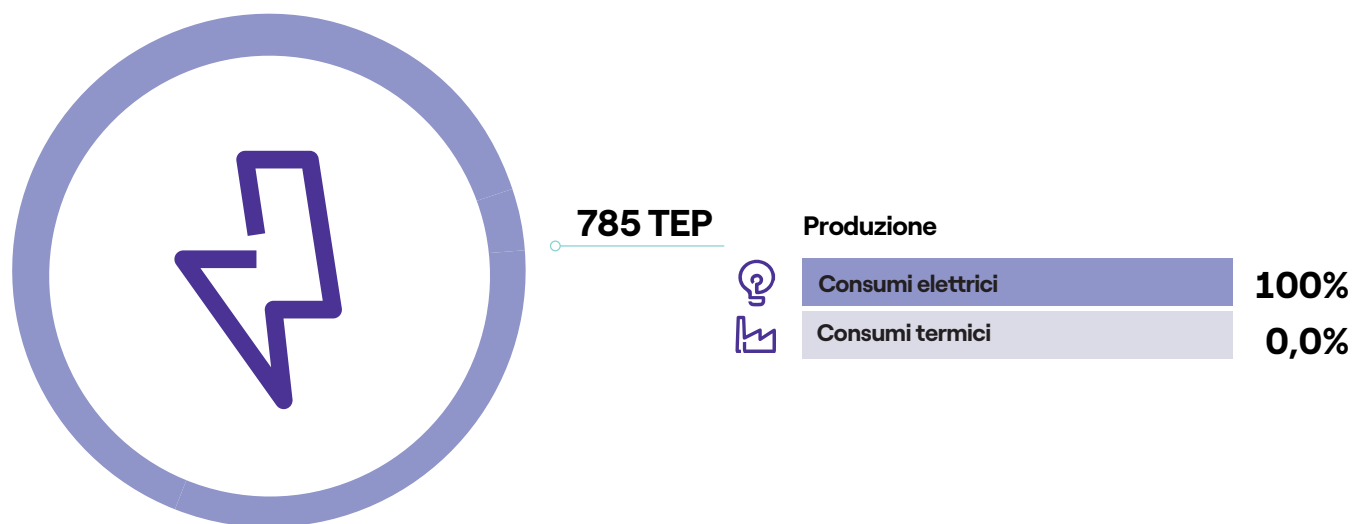 785 TEP
Produzione
Consumi elettrici 100%
Consumi termici 0,0%